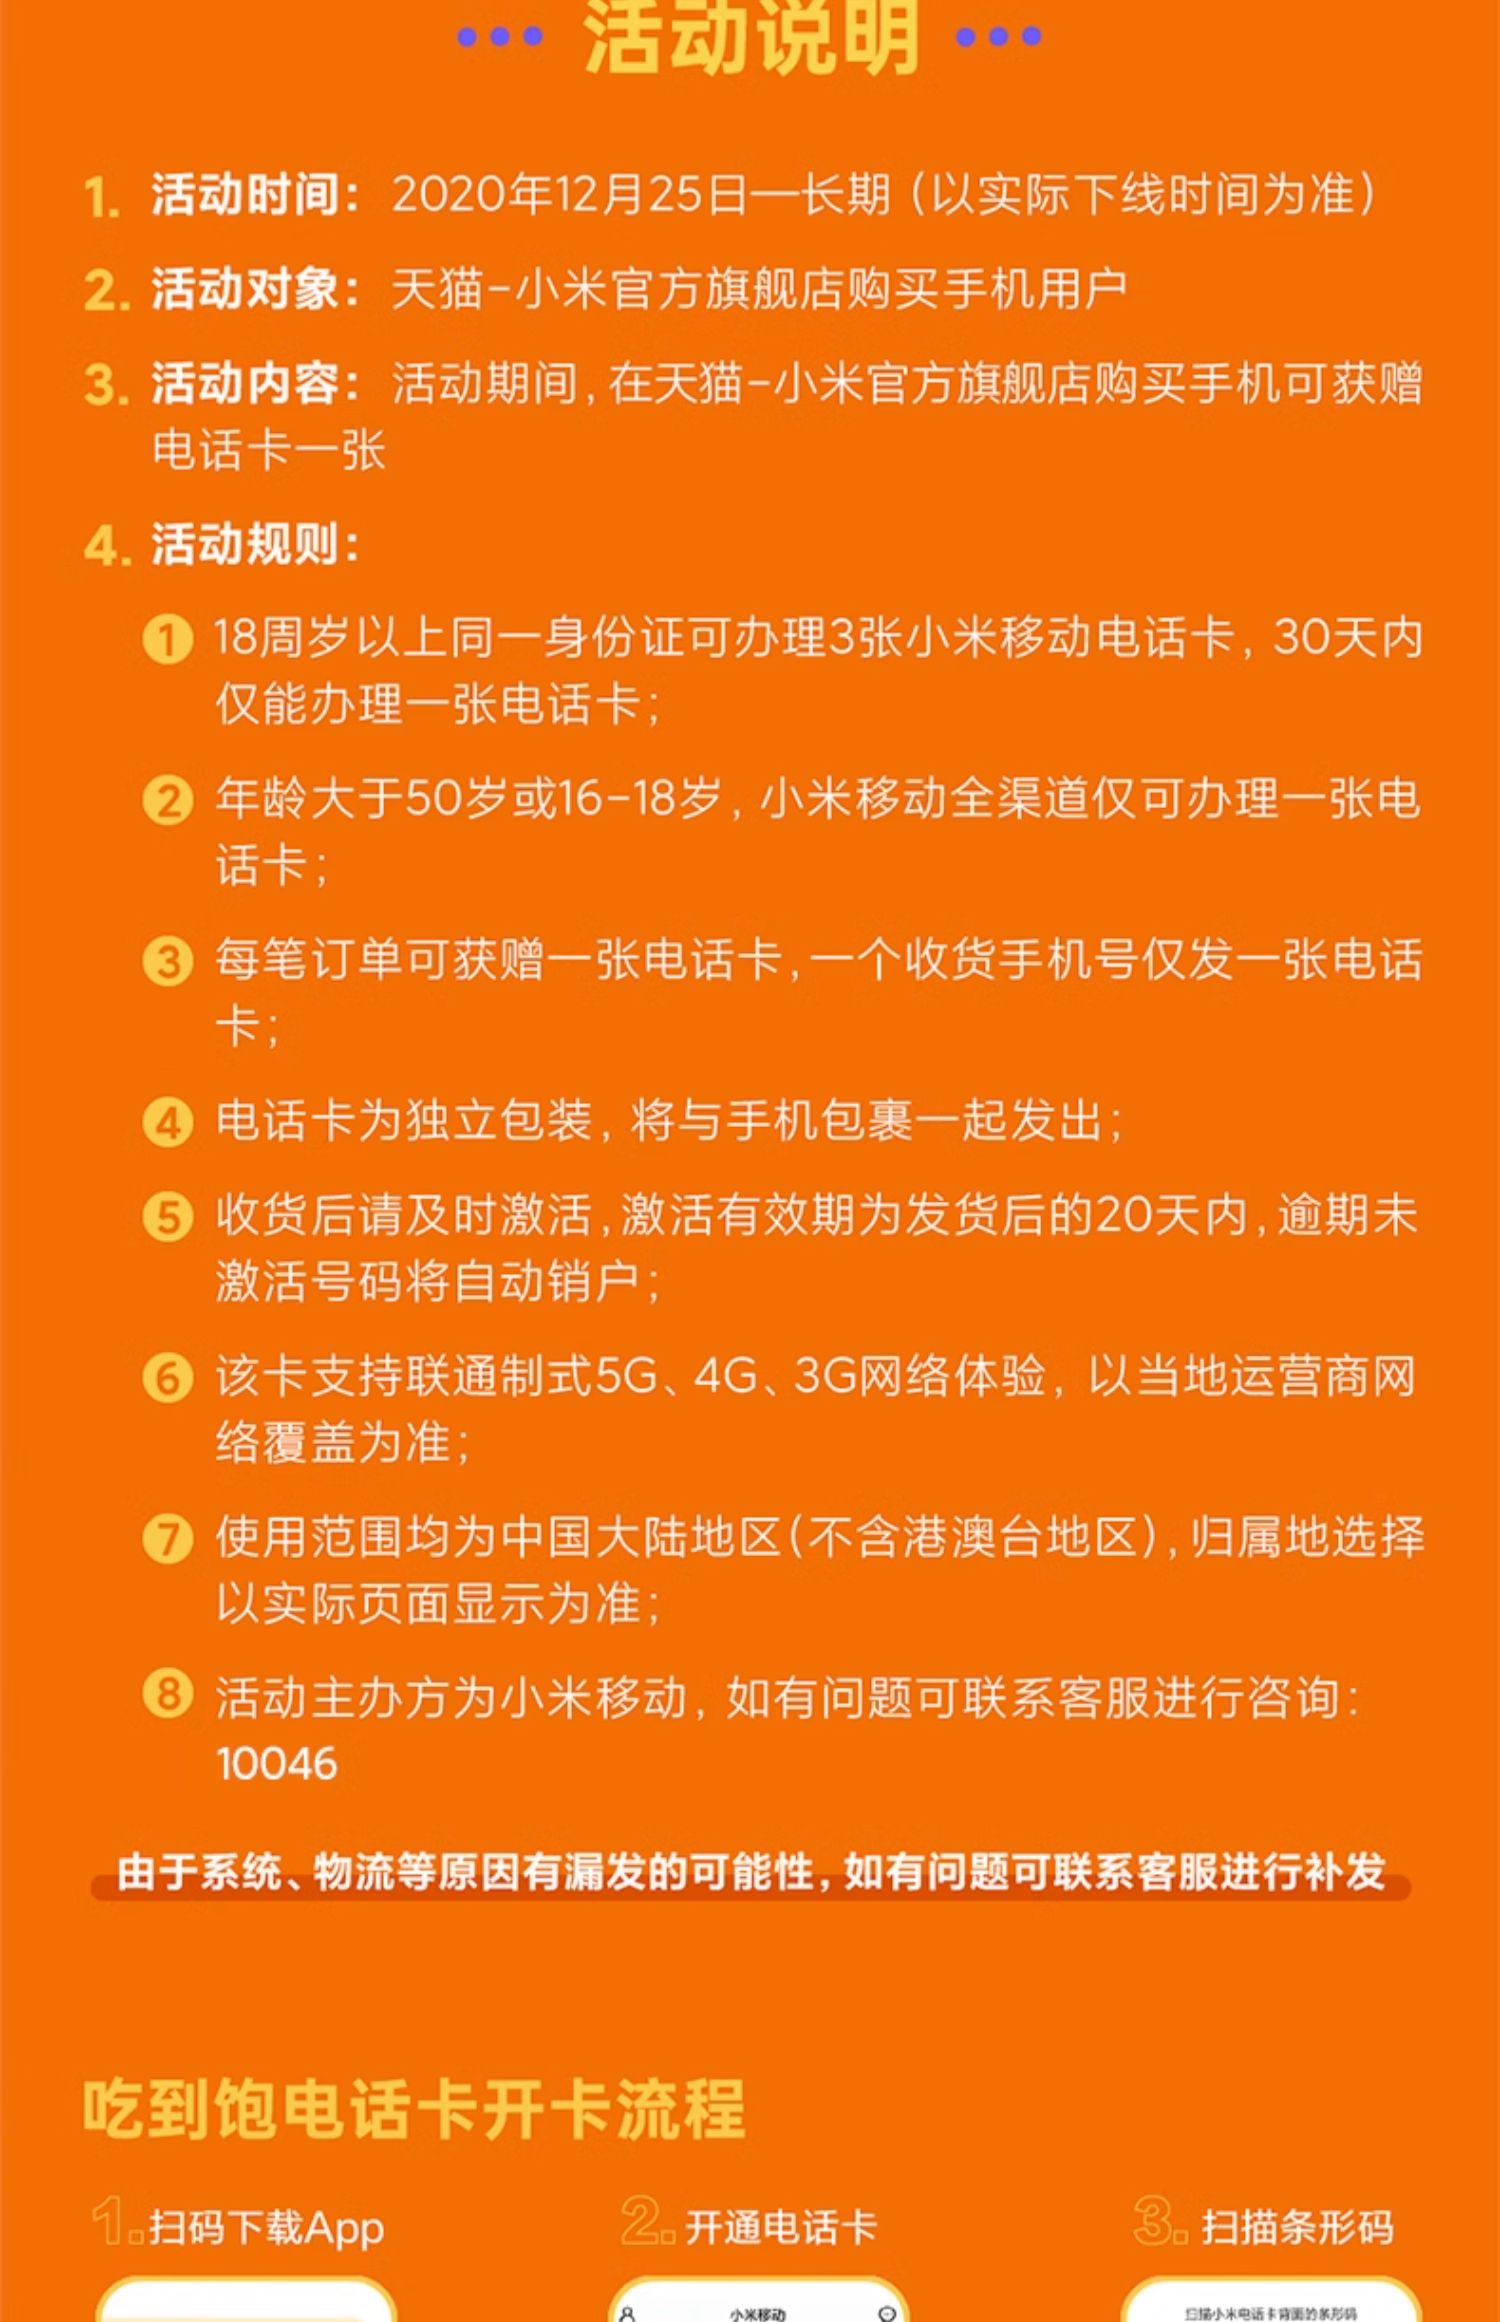 活动说明
1. 活动时间：2020年12月25日—长期（以实际下线时间为准）
2. 活动对象：天猫-小米官方旗舰店购买手机用户
3. 活动内容：活动期间，在天猫-小米官方旗舰店购买手机可获赠
电话卡一张
4. 活动规则：
1 18周岁以上同一身份证可办理3张小米移动电话卡，30天内
仅能办理一张电话卡；
2 年龄大于50岁或16-18岁，小米移动全渠道仅可办理一张电
话卡；
3 每笔订单可获赠一张电话卡，一个收货手机号仅发一张电话
卡；
4 电话卡为独立包装，将与手机包裹一起发出；
5 收货后请及时激活，激活有效期为发货后的20天内，逾期未
激活号码将自动销户；
6 该卡支持联通制式5G、4G、3G网络体验，以当地运营商网
络覆盖为准；
7 使用范围均为中国大陆地区（不含港澳台地区），归属地选择
以实际页面显示为准；
8 活动主办方为小米移动，如有问题可联系客服进行咨询：
10046
由于系统、物流等原因有漏发的可能性，如有问题可联系客服进行补发
吃到饱电话卡开卡流程
1.扫码下载App
2.开通电话卡
3.扫描条形码
小米移动
扫描小米电话卡背面的条形码